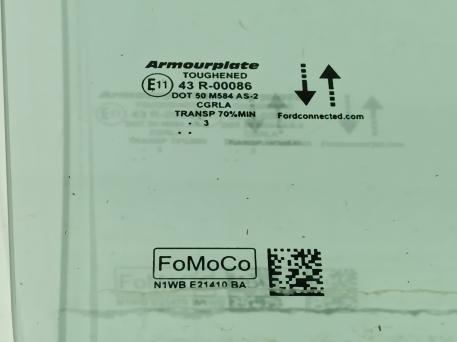 Armourplate
TOUGHENED
E11 43 R-00086
DOT 50 M584 AS-2
CGRLA
TRANSP 70%MIN
3
. .
Fordconnected.com
FoMoCo
N1WB E21410 BA